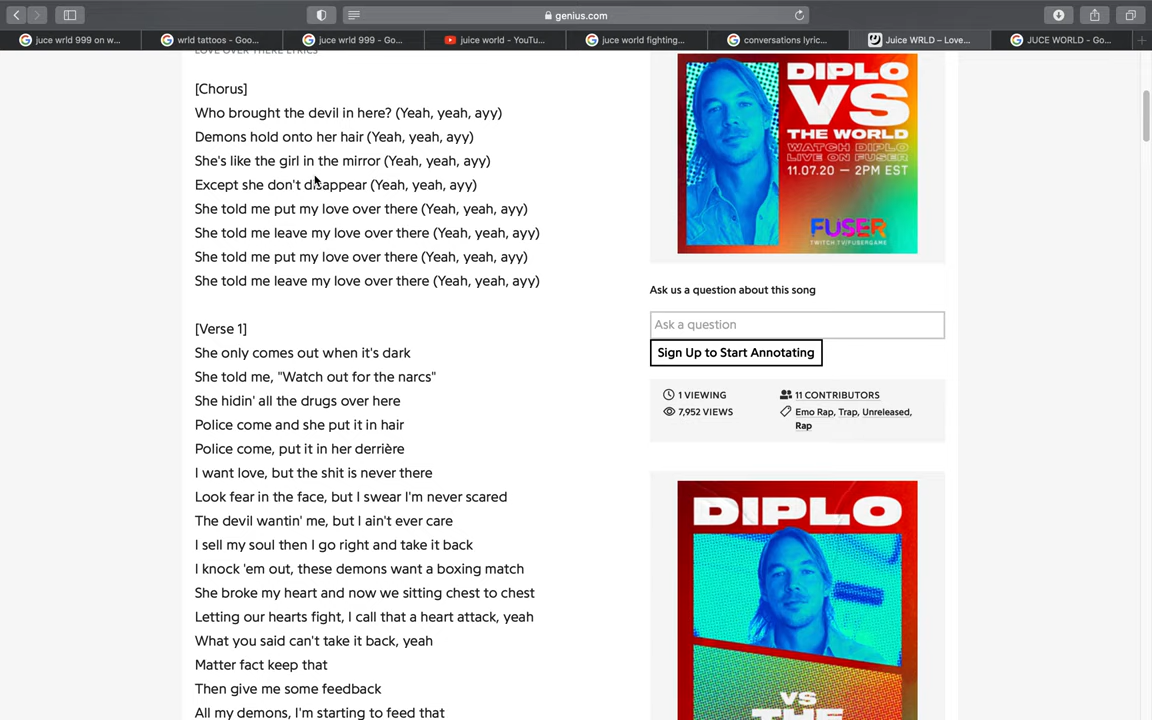 genius.com
juce wrld 999 on w...
wrld tattoos - Goo...
juce wrld 999 - Go...
juice world - YouTu...
juce world fighting...
conversations lyric...
Juice WRLD – Love...
JUCE WORLD - Go...
LOVE OVER THERE LYRICS
[Chorus]
Who brought the devil in here? (Yeah, yeah, ayy)
Demons hold onto her hair (Yeah, yeah, ayy)
She's like the girl in the mirror (Yeah, yeah, ayy)
Except she don't disappear (Yeah, yeah, ayy)
She told me put my love over there (Yeah, yeah, ayy)
She told me leave my love over there (Yeah, yeah, ayy)
She told me put my love over there (Yeah, yeah, ayy)
She told me leave my love over there (Yeah, yeah, ayy)
[Verse 1]
She only comes out when it's dark
She told me, "Watch out for the narcs"
She hidin' all the drugs over here
Police come and she put it in hair
Police come, put it in her derrière
I want love, but the shit is never there
Look fear in the face, but I swear I'm never scared
The devil wantin' me, but I ain't ever care
I sell my soul then I go right and take it back
I knock 'em out, these demons want a boxing match
She broke my heart and now we sitting chest to chest
Letting our hearts fight, I call that a heart attack, yeah
What you said can't take it back, yeah
Matter fact keep that
Then give me some feedback
All my demons, I'm starting to feed that
DIPLO
VS
THE WORLD
WATCH DIPLO
LIVE ON FUSER
11.07.20 — 2PM EST
FUSER
TWITCH.TV/FUSERGAME
Ask us a question about this song
Ask a question
Sign Up to Start Annotating
1 VIEWING
11 CONTRIBUTORS
7,952 VIEWS
Emo Rap, Trap, Unreleased,
Rap
DIPLO
VS
THE